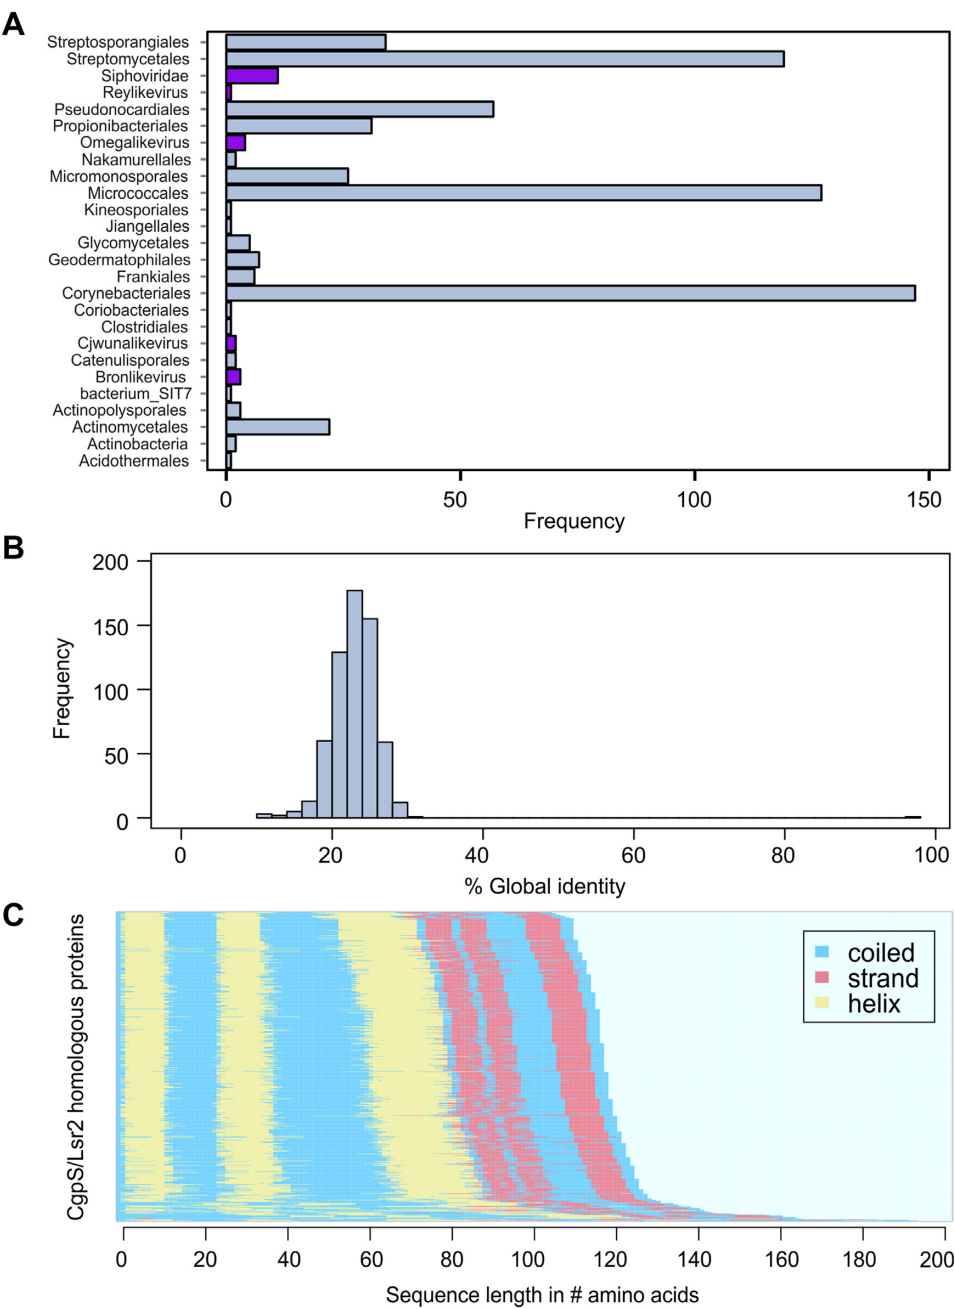 A
Streptosporangiales
Streptomycetales
Siphoviridae
Reylikevirus
Pseudonocardiales
Propionibacteriales
Omegalikevirus
Nakamurellales
Micromonosporales
Micrococcales
Kineosporiales
Jiangellales
Glycomycetales
Geodermatophilales
Frankiales
Corynebacteriales
Coriobacteriales
Clostridiales
Cjwunalikevirus
Catenulisporales
Bronlikevirus
bacterium_SIT7
Actinopolysporales
Actinomycetales
Actinobacteria
Acidothermales
0 50 100 150
Frequency
B
Frequency
200
150
100
50
0
0 20 40 60 80 100
% Global identity
C
CgpS/Lsr2 homologous proteins
coiled
strand
helix
0 20 40 60 80 100 120 140 160 180 200
Sequence length in # amino acids